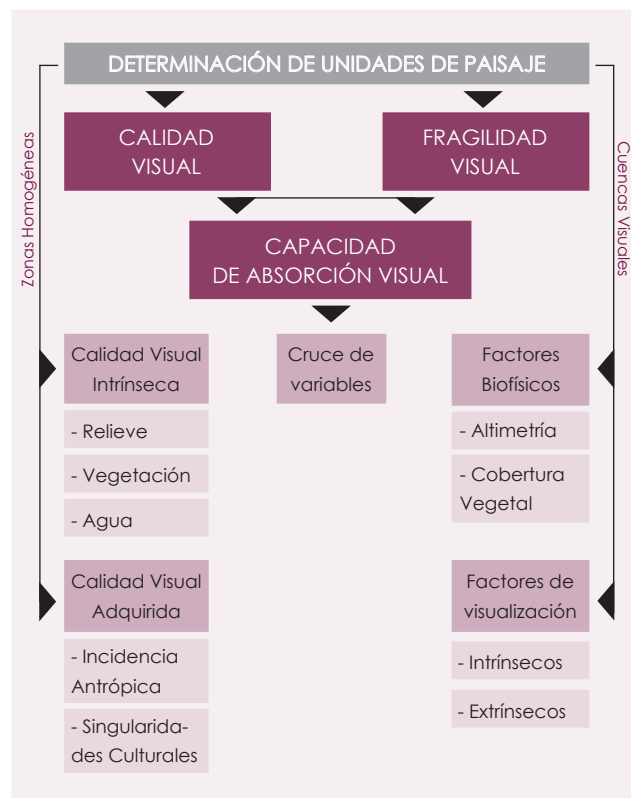 DETERMINACIÓN DE UNIDADES DE PAISAJE
Zonas Homogéneas
Cuencas Visuales
CALIDAD
VISUAL
FRAGILIDAD
VISUAL
CAPACIDAD
DE ABSORCIÓN VISUAL
Calidad Visual
Intrínseca
- Relieve
- Vegetación
- Agua
Calidad Visual
Adquirida
- Incidencia
Antrópica
- Singularida-
des Culturales
Cruce de
variables
Factores
Biofísicos
- Altimetría
- Cobertura
Vegetal
Factores de
visualización
- Intrínsecos
- Extrínsecos